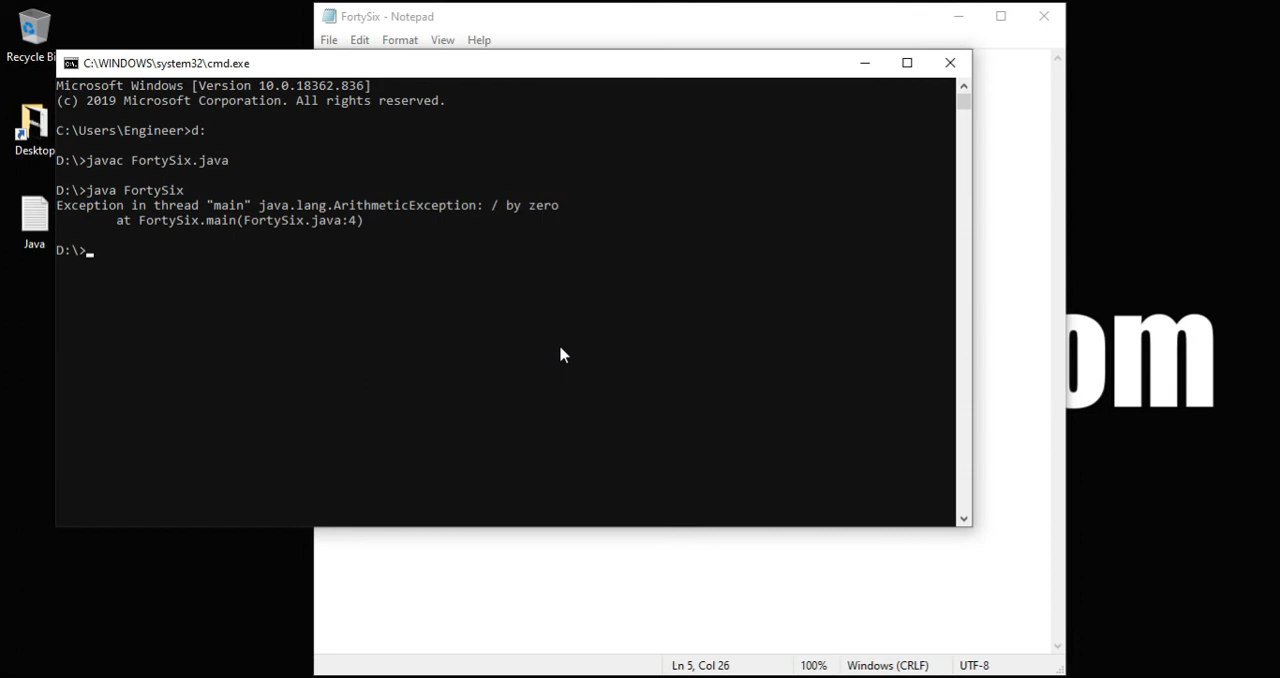 Recycle Bi
Desktop
Java
FortySix - Notepad
File Edit Format View Help
C:\WINDOWS\system32\cmd.exe
Microsoft Windows [Version 10.0.18362.836]
(c) 2019 Microsoft Corporation. All rights reserved.
C:\Users\Engineer>d:
D:\>javac FortySix.java
D:\>java FortySix
Exception in thread "main" java.lang.ArithmeticException: / by zero
at FortySix.main(FortySix.java:4)
D:\>
om
Ln 5, Col 26 100% Windows (CRLF) UTF-8